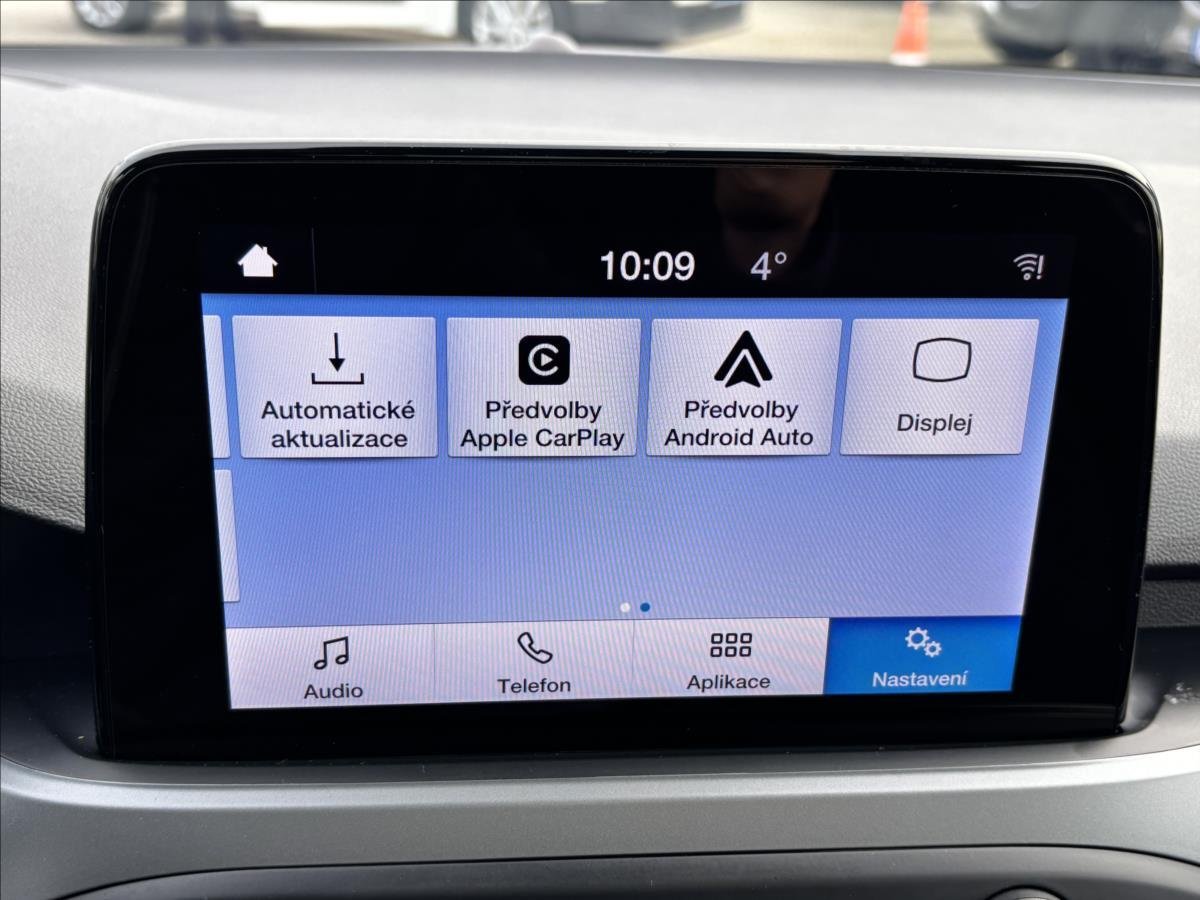 10:09 4°
Automatické
aktualizace
Předvolby
Apple CarPlay
Předvolby
Android Auto
Displej
Audio
Telefon
Aplikace
Nastavení